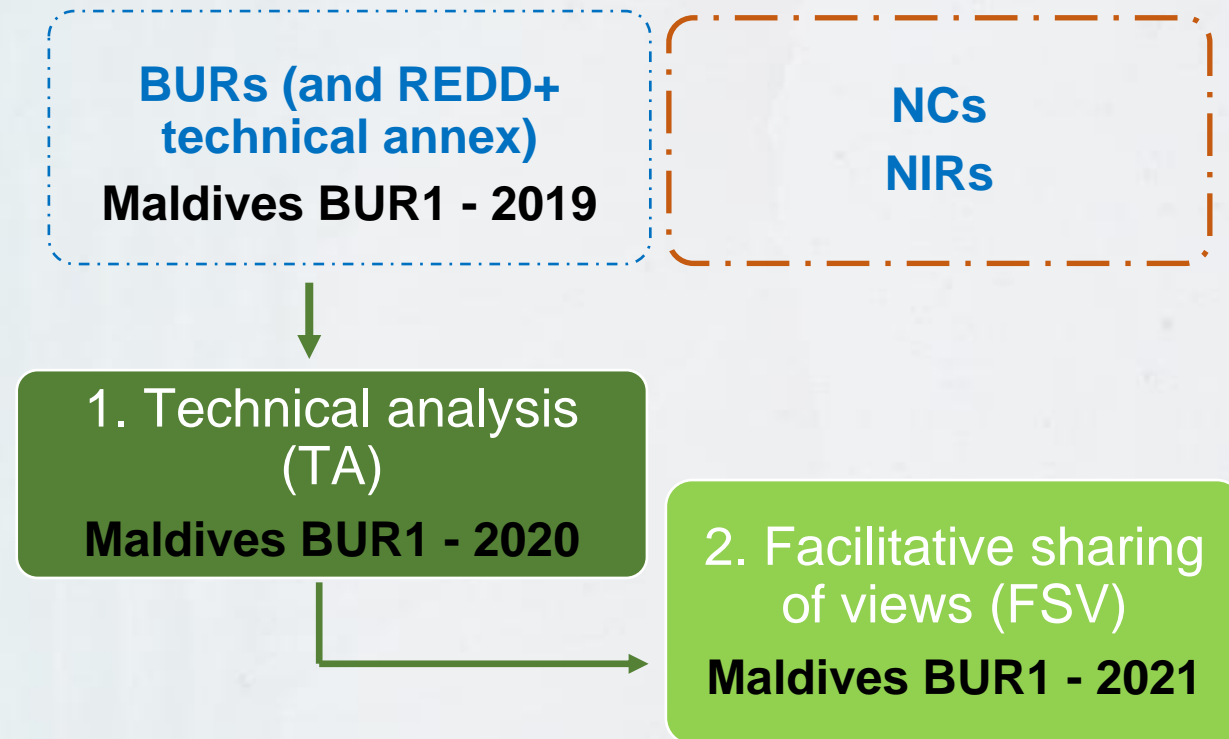 BURs (and REDD+
technical annex)
Maldives BUR1 - 2019
NCs
NIRs
1. Technical analysis
(TA)
Maldives BUR1 - 2020
2. Facilitative sharing
of views (FSV)
Maldives BUR1 - 2021